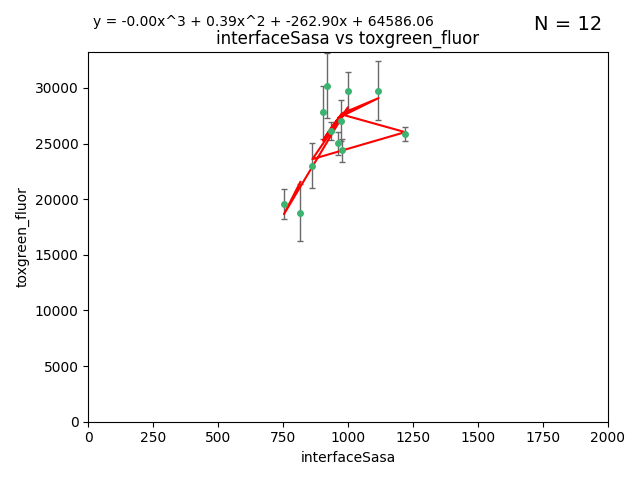 y = -0.00x^3 + 0.39x^2 + -262.90x + 64586.06
N = 12
interfaceSasa vs toxgreen_fluor
30000
25000
20000
15000
10000
5000
0
toxgreen_fluor
0 250 500 750 1000 1250 1500 1750 2000
interfaceSasa